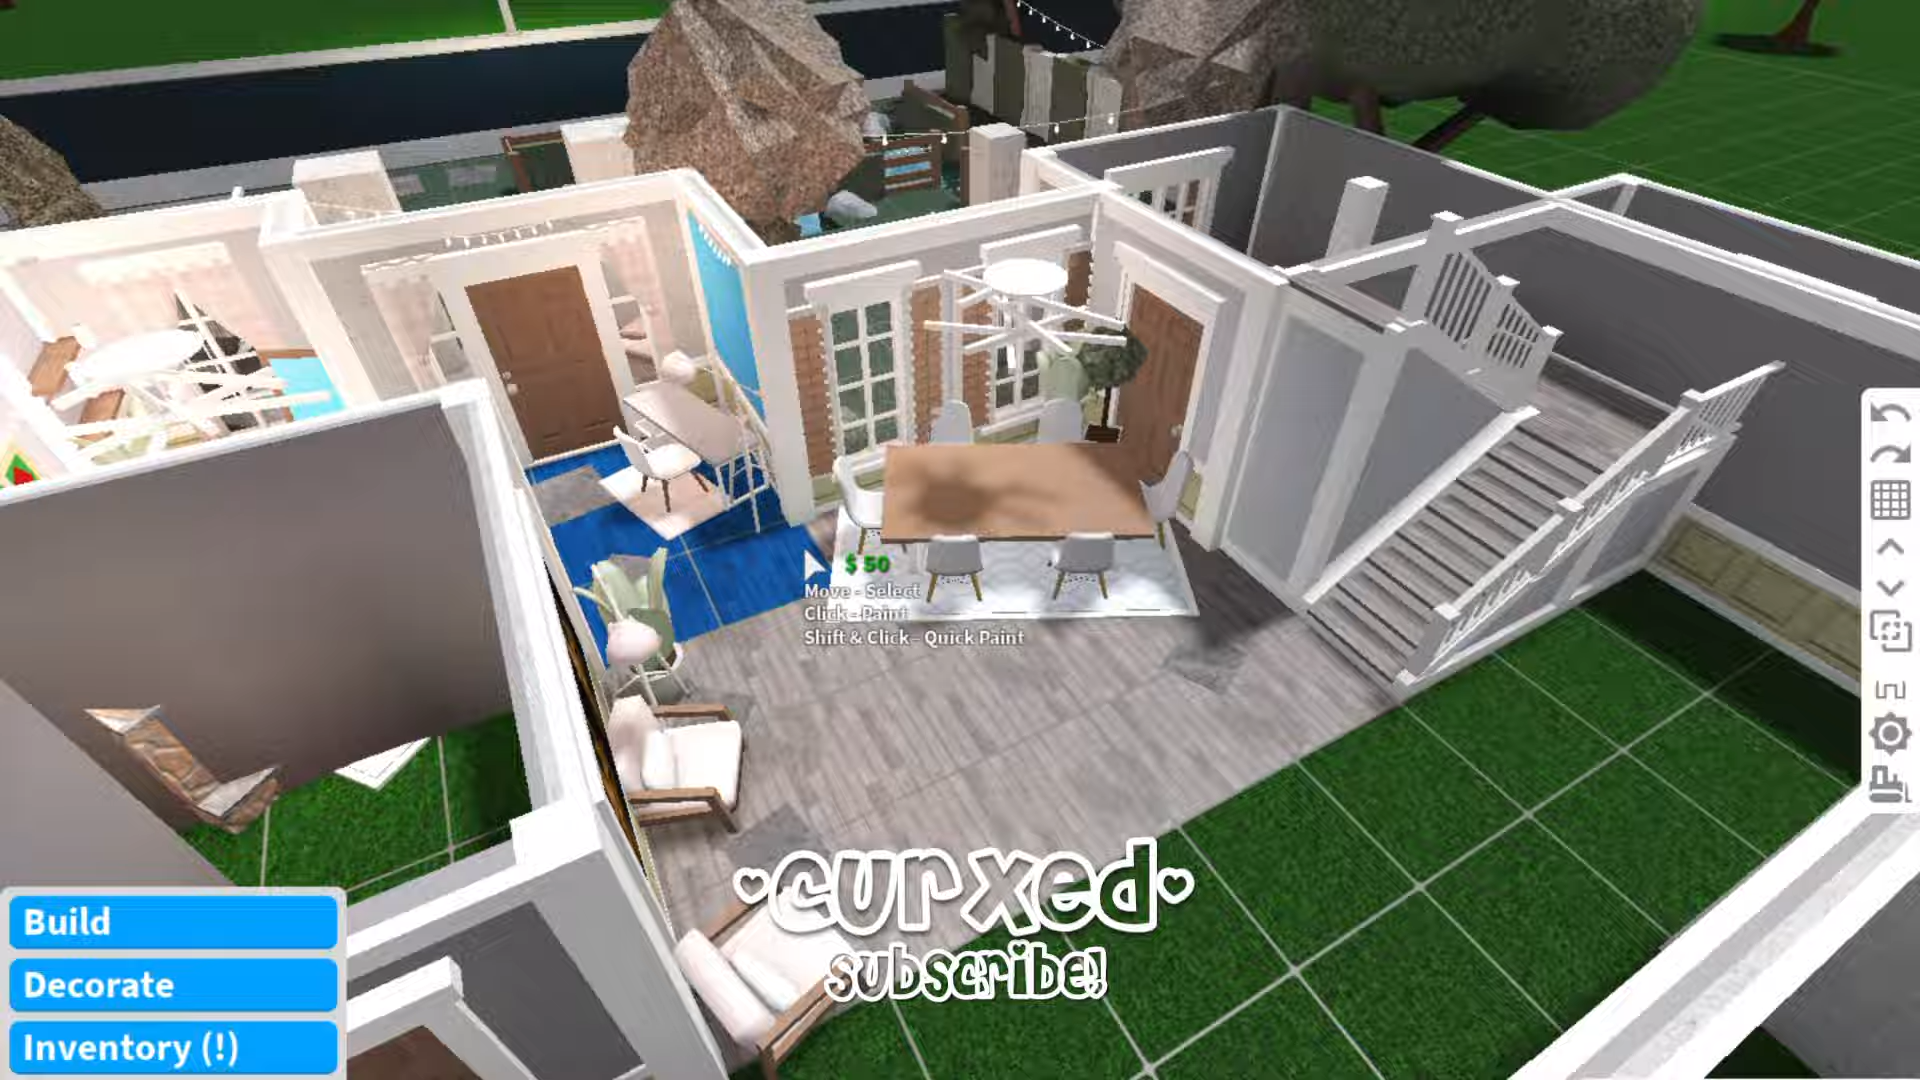 $ 50
Move - Select
Click - Paint
Shift & Click - Quick Paint
•curxed•
subscribe!
Build
Decorate
Inventory (!)